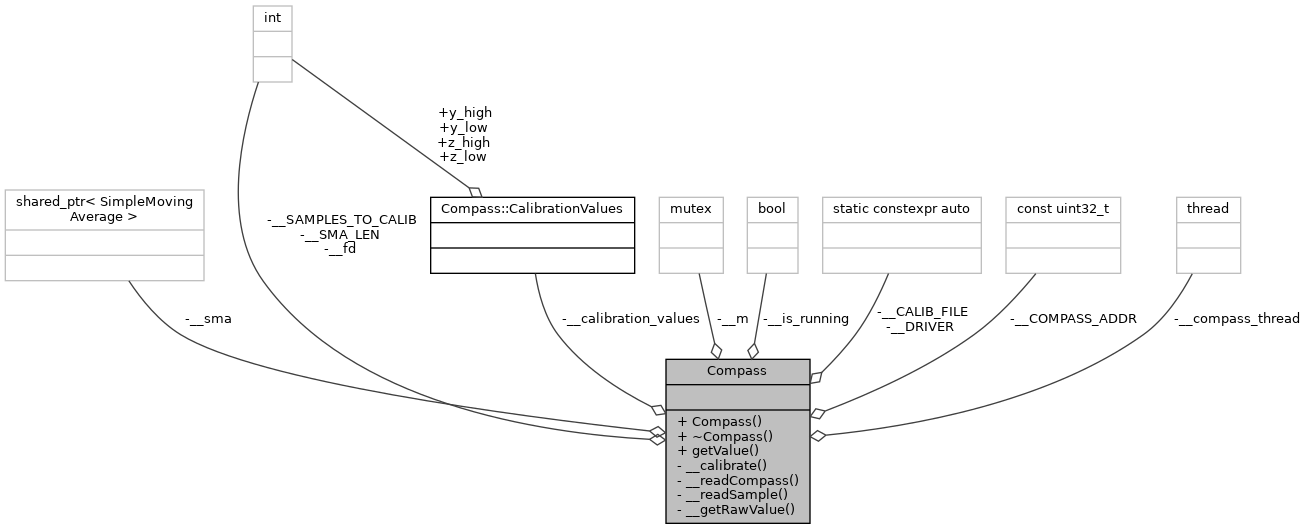 int
+y_high
+y_low
+z_high
+z_low
shared_ptr< SimpleMoving
Average >
-__SAMPLES_TO_CALIB
-__SMA_LEN
-__fd
Compass::CalibrationValues
mutex
bool
static constexpr auto
const uint32_t
thread
-__sma
-__calibration_values
-__m
-__is_running
-__CALIB_FILE
-__DRIVER
-__COMPASS_ADDR
-__compass_thread
Compass
+ Compass()
+ ~Compass()
+ getValue()
- __calibrate()
- __readCompass()
- __readSample()
- __getRawValue()